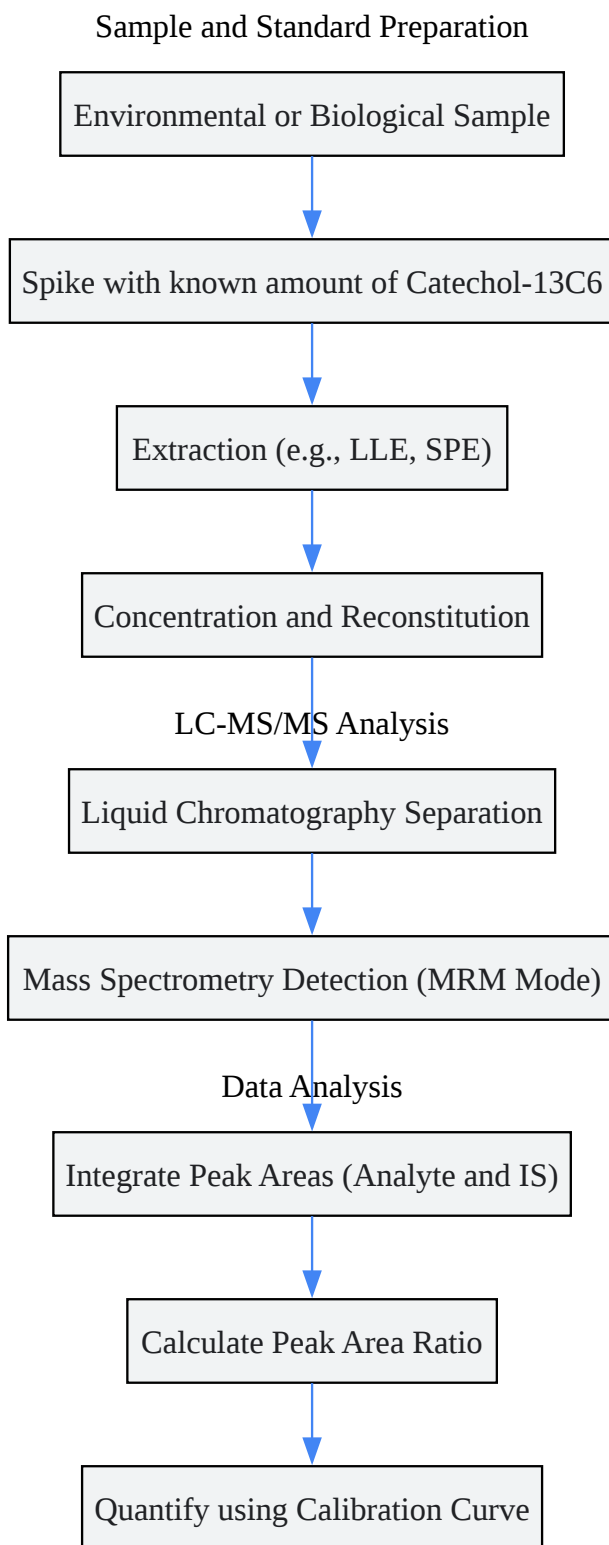 Sample and Standard Preparation
Environmental or Biological Sample
Spike with known amount of Catechol-13C6
Extraction (e.g., LLE, SPE)
Concentration and Reconstitution
LC-MS/MS Analysis
Liquid Chromatography Separation
Mass Spectrometry Detection (MRM Mode)
Data Analysis
Integrate Peak Areas (Analyte and IS)
Calculate Peak Area Ratio
Quantify using Calibration Curve